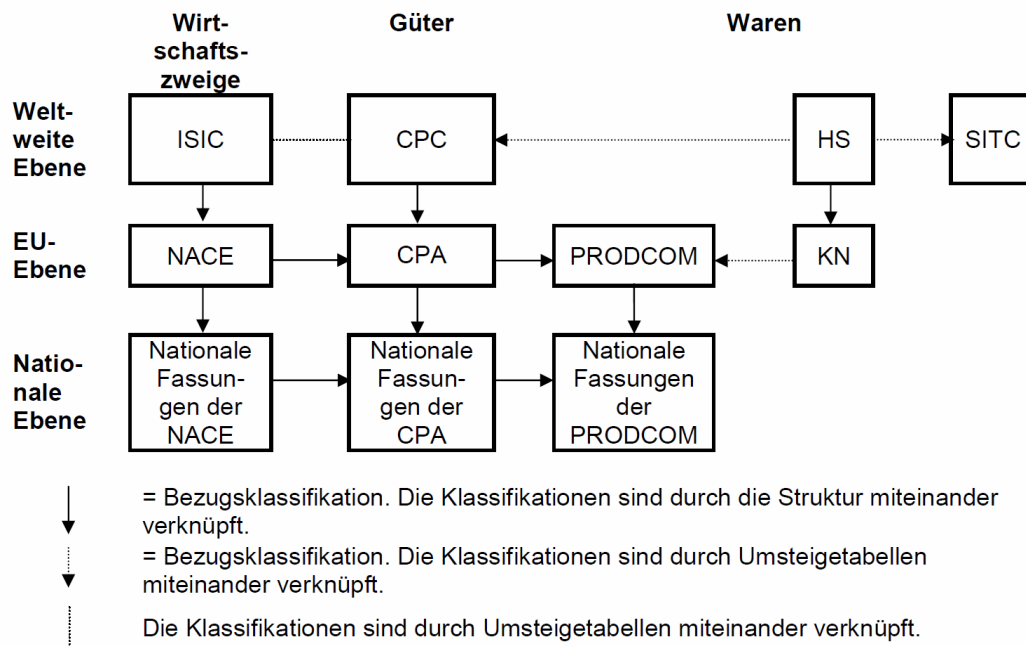 Wirt-
schafts-
zweige
Güter
Waren
Welt-
weite
Ebene
ISIC
CPC
HS
SITC
EU-
Ebene
NACE
CPA
PRODCOM
KN
Natio-
nale
Ebene
Nationale
Fassun-
gen der
NACE
Nationale
Fassun-
gen der
CPA
Nationale
Fassungen
der
PRODCOM
= Bezugsklassifikation. Die Klassifikationen sind durch die Struktur miteinander
verknüpft.
= Bezugsklassifikation. Die Klassifikationen sind durch Umsteigetabellen
miteinander verknüpft.
Die Klassifikationen sind durch Umsteigetabellen miteinander verknüpft.